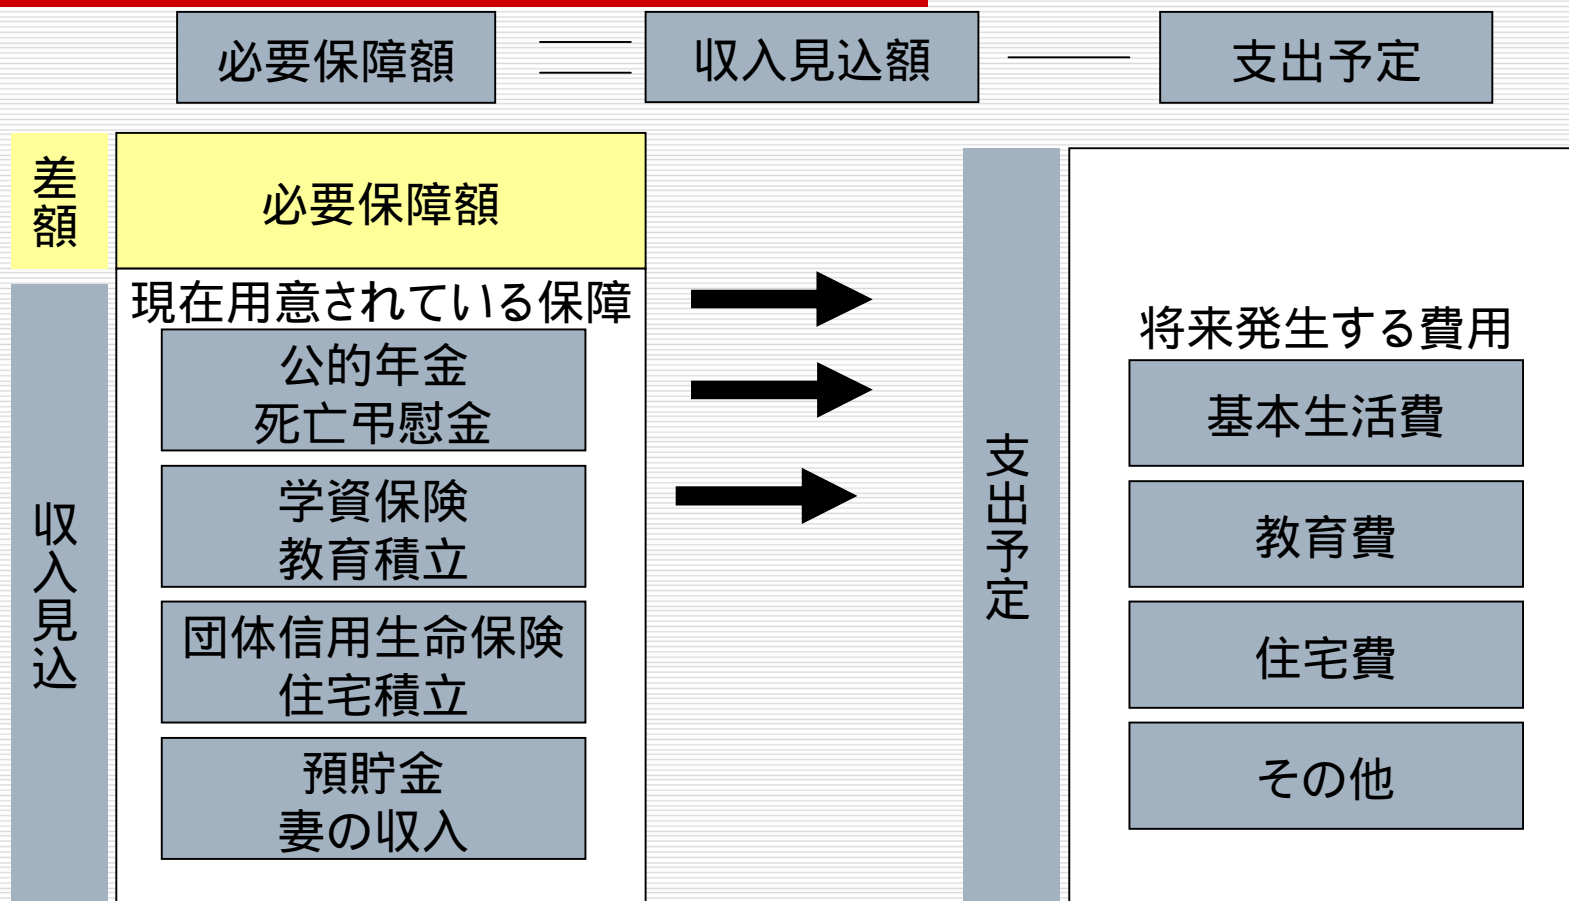 必要保障額
収入見込額
支出予定
差額
必要保障額
現在用意されている保障
公的年金
死亡弔慰金
学資保険
教育積立
団体信用生命保険
住宅積立
預貯金
妻の収入
収入見込
支出予定
将来発生する費用
基本生活費
教育費
住宅費
その他